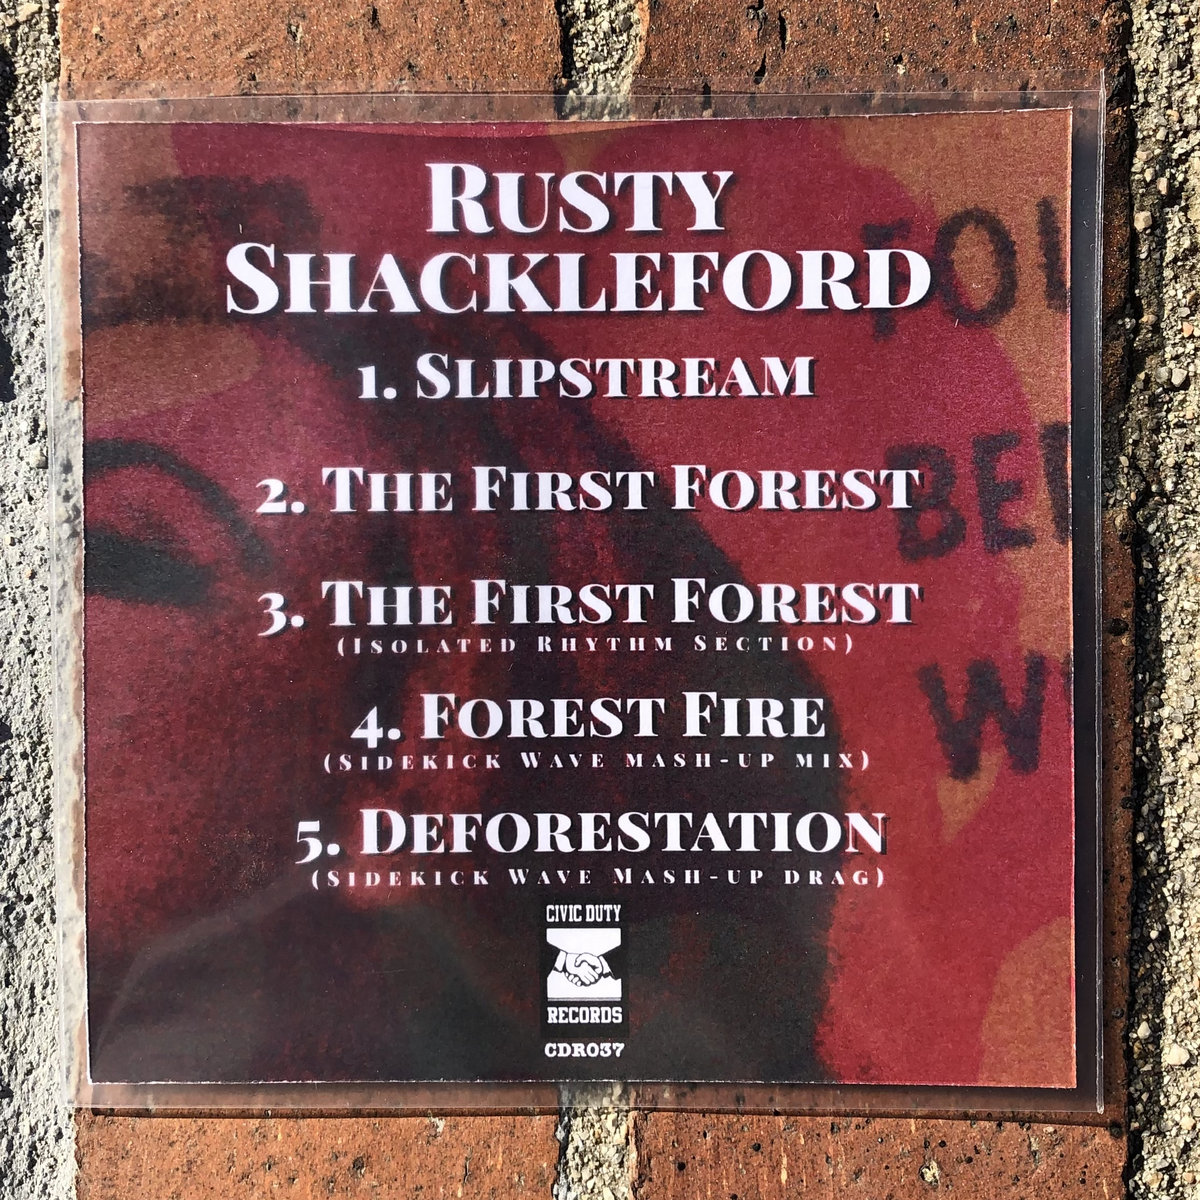 Rusty
Shackleford
1. Slipstream
2. The First Forest
3. The First Forest
(Isolated Rhythm Section)
4. Forest Fire
(Sidekick Wave mash-up mix)
5. Deforestation
(Sidekick Wave Mash-up drag)
CIVIC DUTY
RECORDS
CDR037